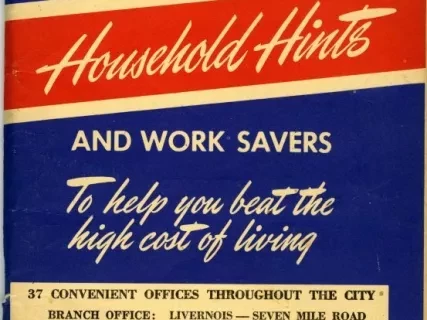 Household Hints
AND WORK SAVERS
To help you beat the
high cost of living
37 CONVENIENT OFFICES THROUGHOUT THE CITY
BRANCH OFFICE: LIVERNOIS — SEVEN MILE ROAD